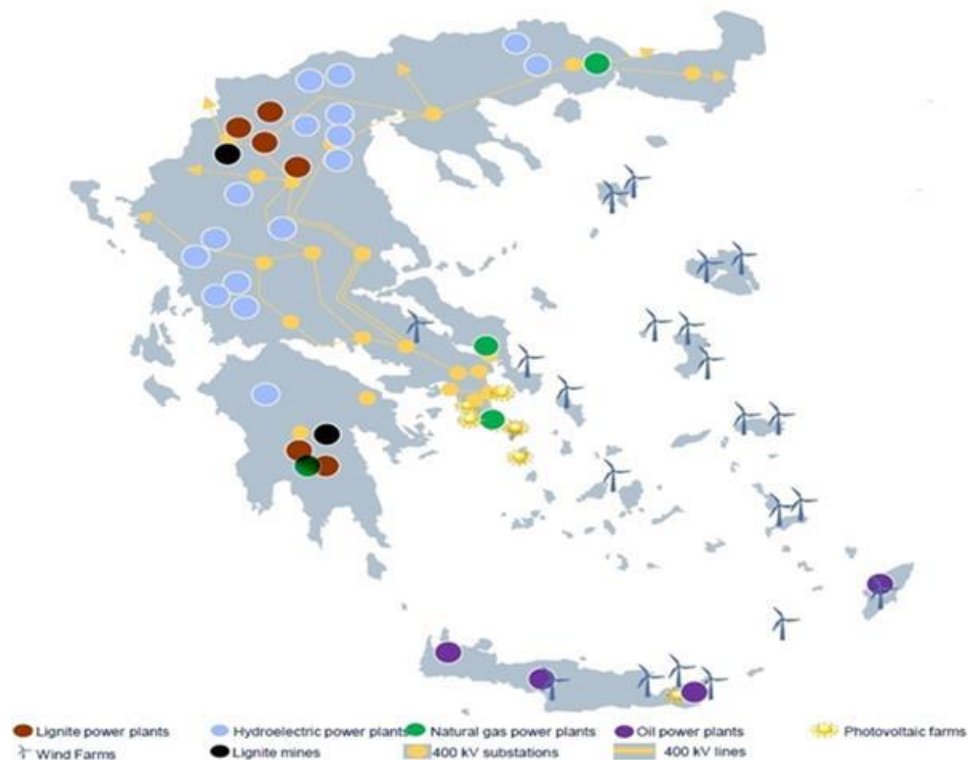 Lignite power plants Hydroelectric power plants Natural gas power plants Oil power plants Photovoltaic farms
Wind Farms Lignite mines 400 kV substations 400 kV lines